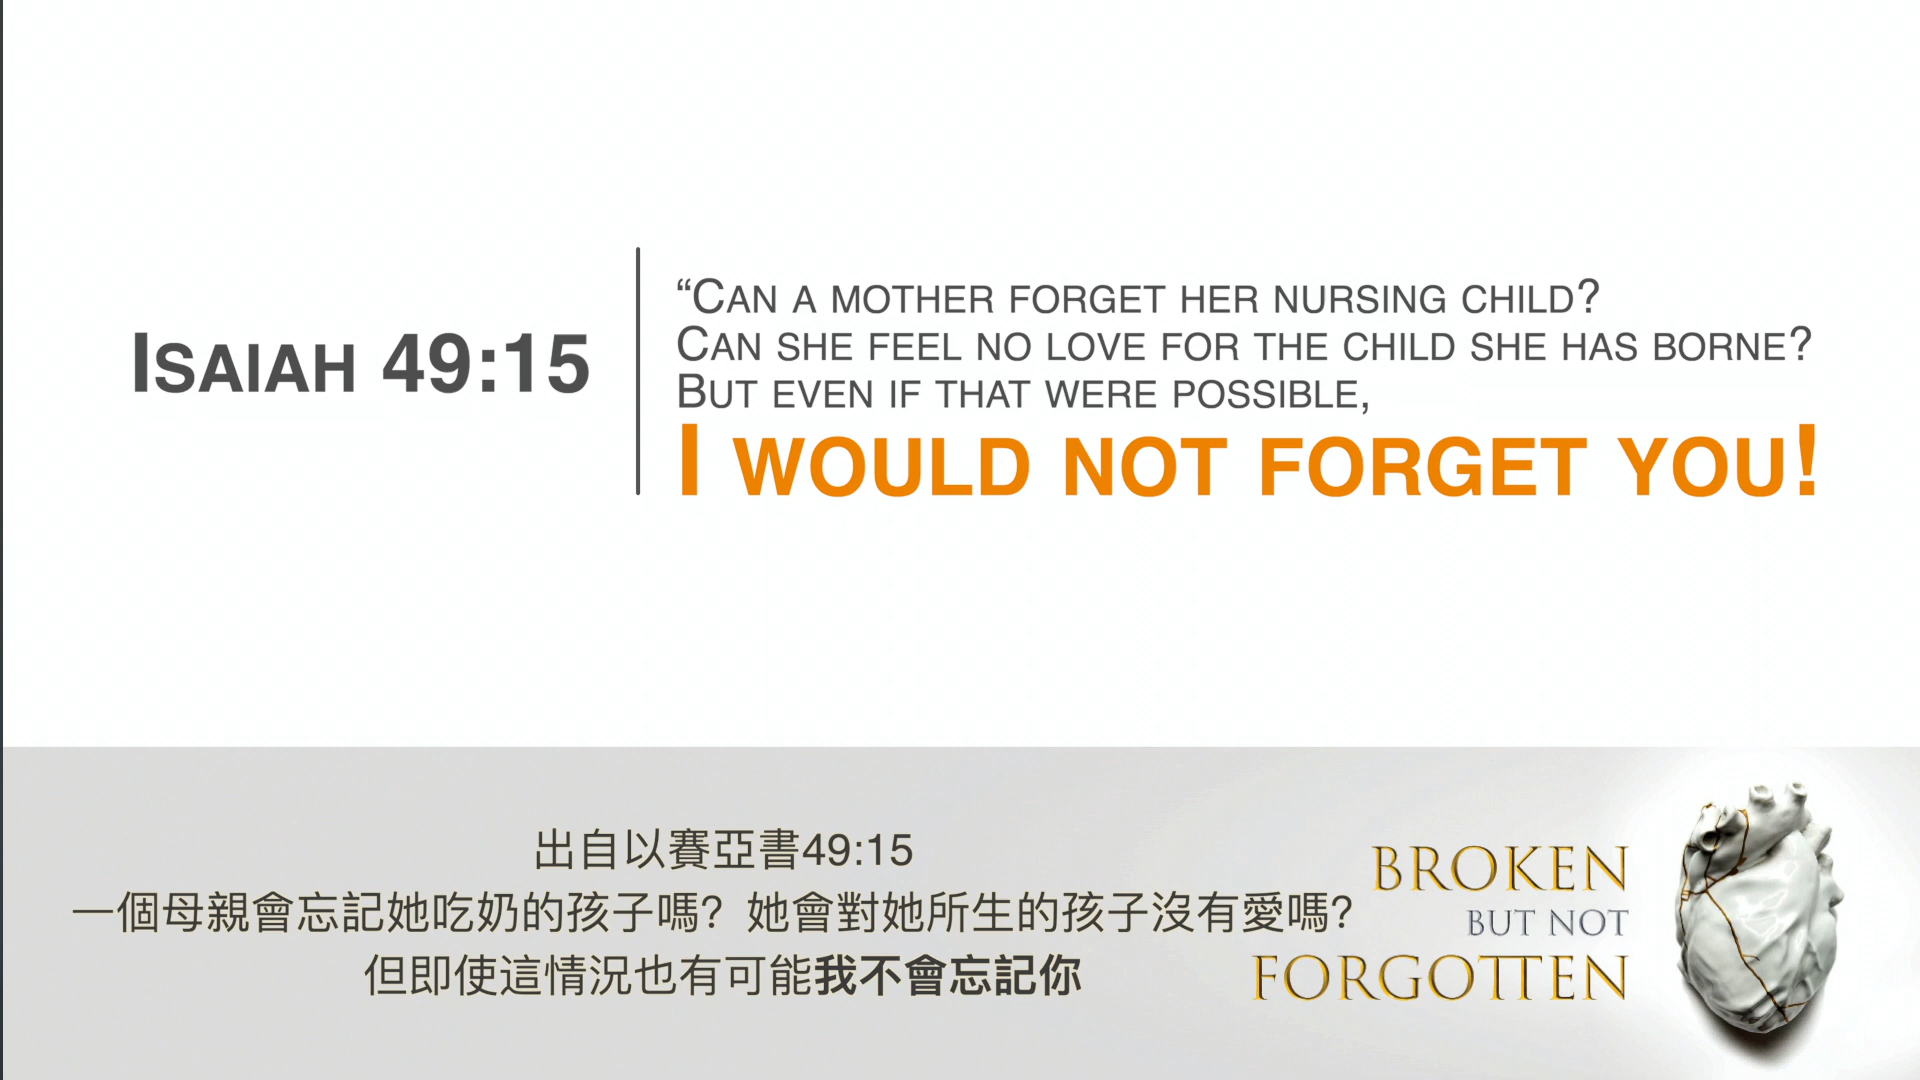 ISAIAH 49:15
“CAN A MOTHER FORGET HER NURSING CHILD?
CAN SHE FEEL NO LOVE FOR THE CHILD SHE HAS BORNE?
BUT EVEN IF THAT WERE POSSIBLE,
I WOULD NOT FORGET YOU!
出自以賽亞書49:15
一個母親會忘記她吃奶的孩子嗎？她會對她所生的孩子沒有愛嗎？
但即使這情況也有可能我不會忘記你
BROKEN
BUT NOT
FORGOTTEN